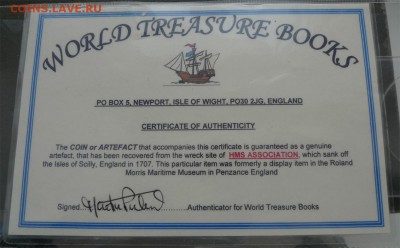 COINS.LAVE.RU
WORLD TREASURE BOOKS
PO BOX 5, NEWPORT, ISLE OF WIGHT, PO30 2JG, ENGLAND
CERTIFICATE OF AUTHENTICITY
The COIN or ARTEFACT that accompanies this certificate is guaranteed as a genuine
artefact, that has been recovered from the wreck site of HMS ASSOCIATION, which sank off
the Isles of Scilly, England in 1707. This particular item was formerly a display item in the Roland
Morris Maritime Museum in Penzance England
Signed Authenticator for World Treasure Books